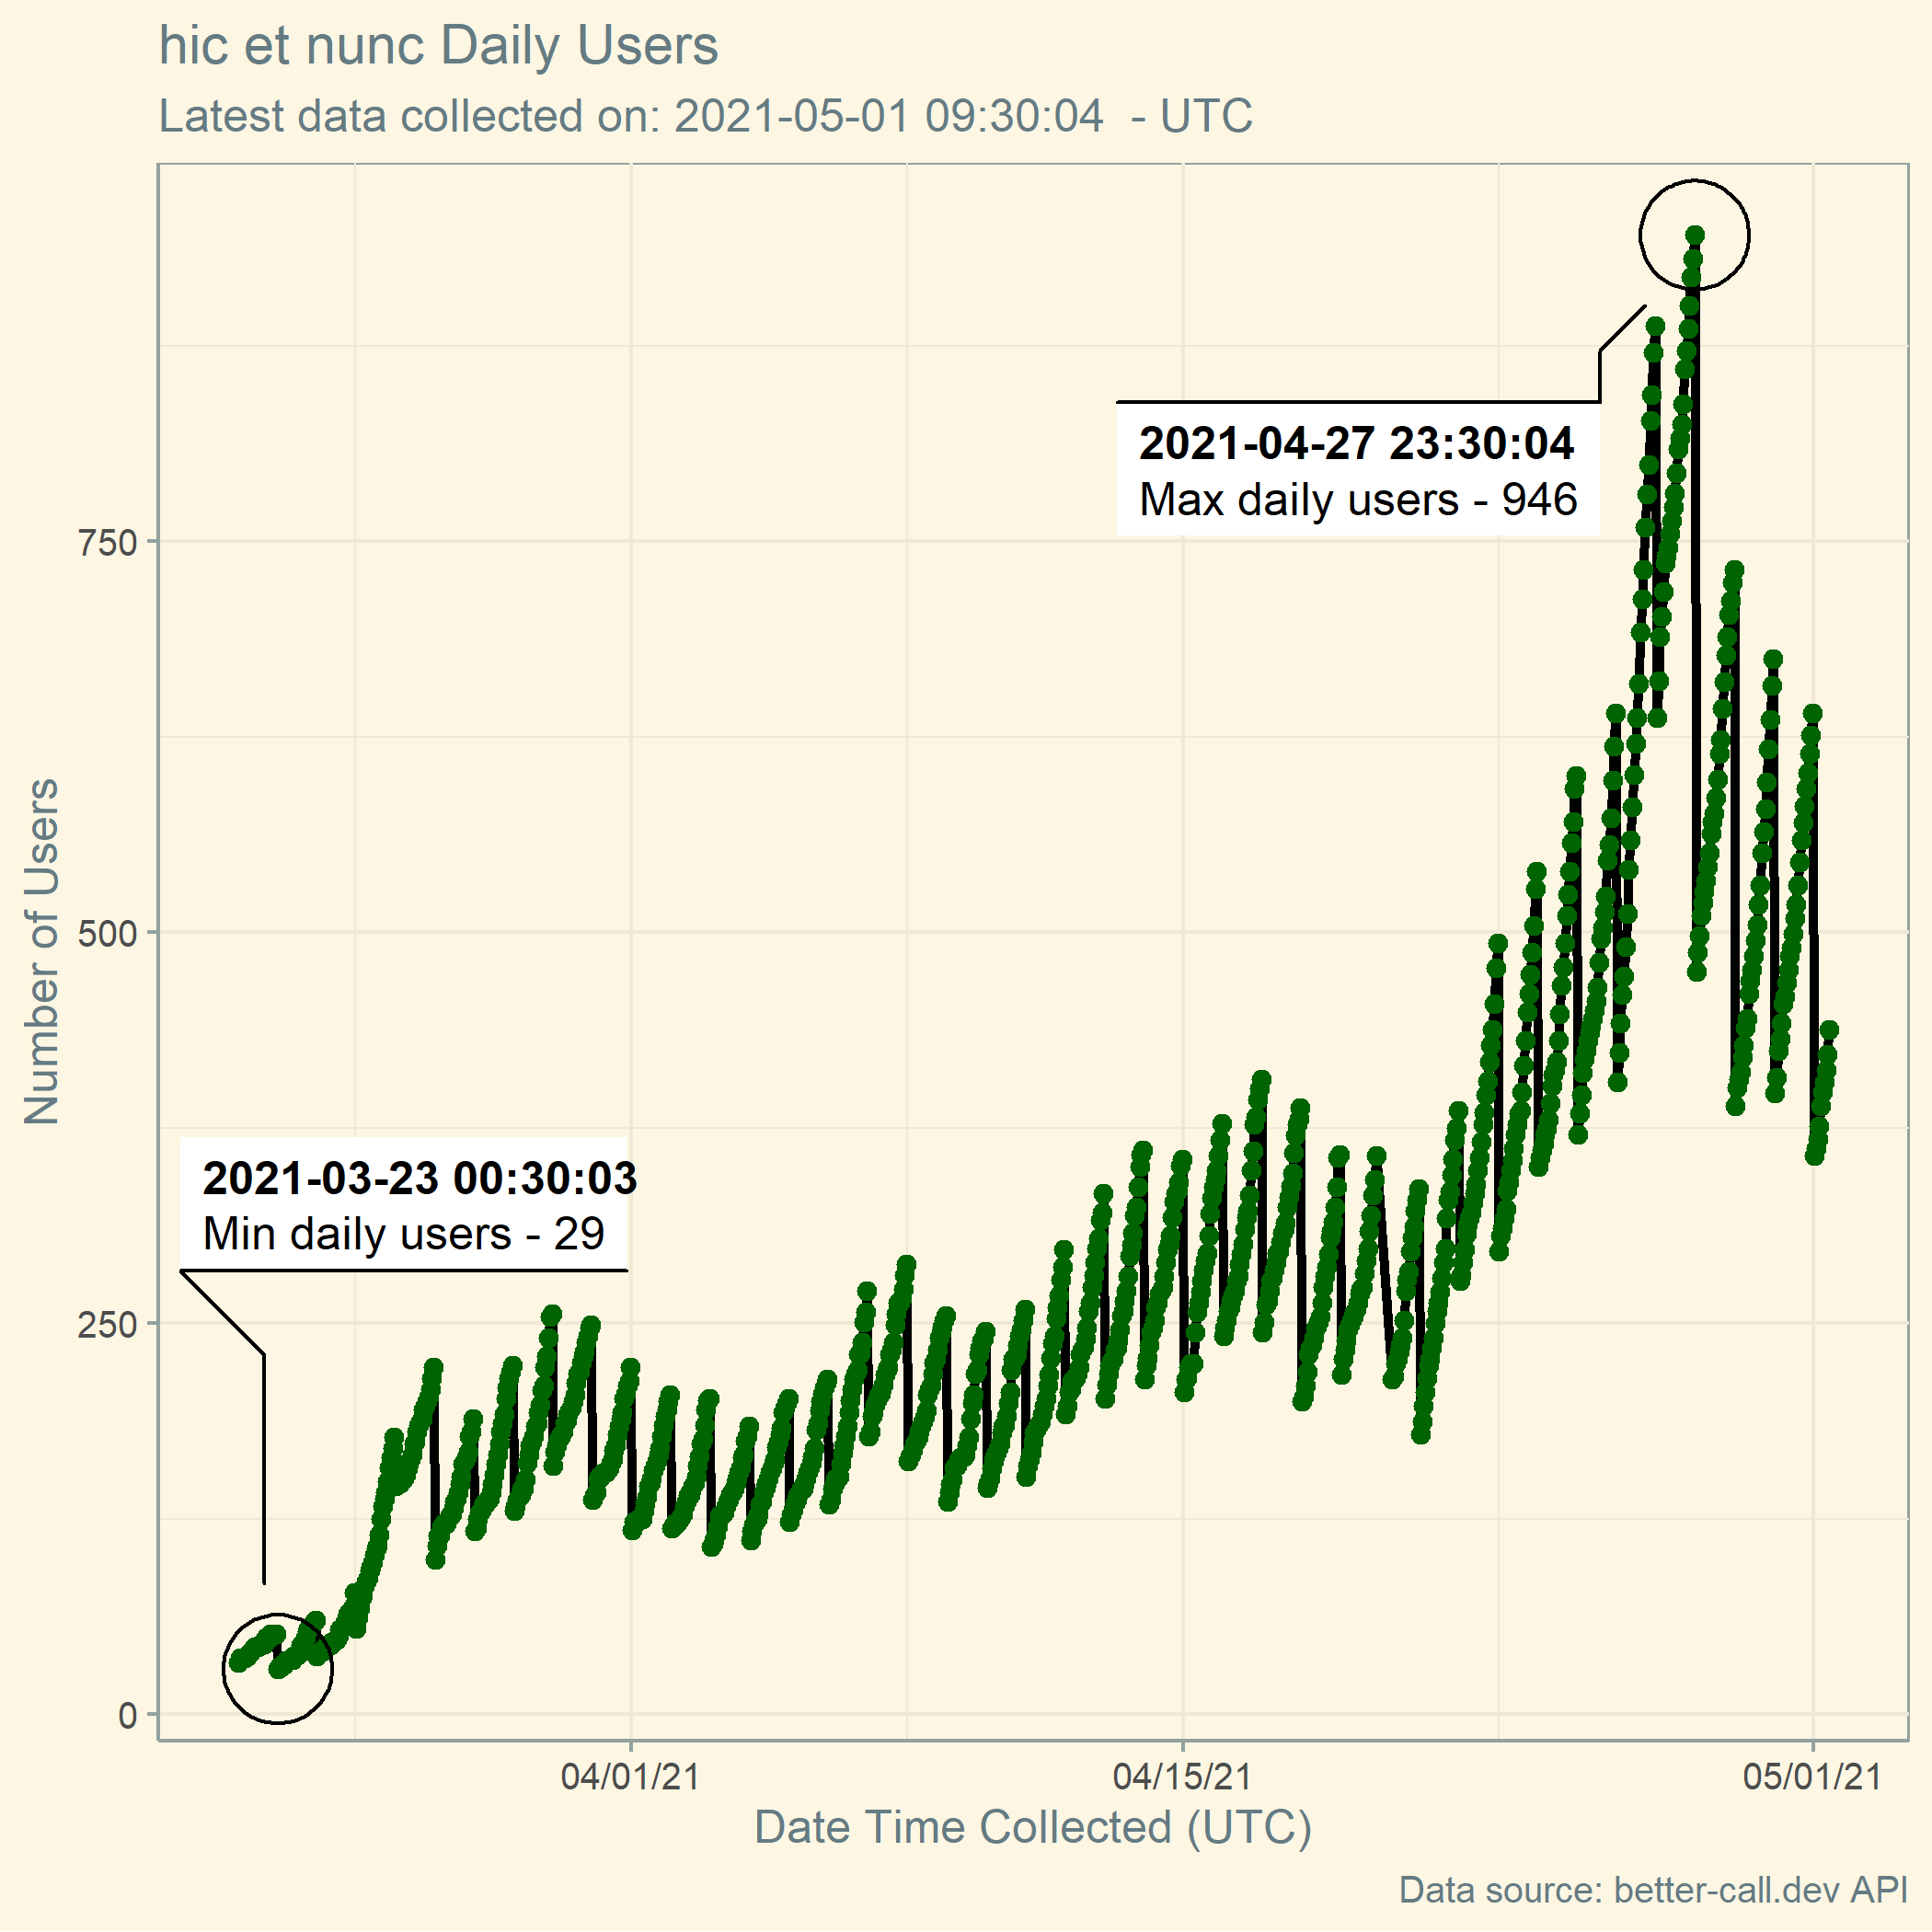 hic et nunc Daily Users
Latest data collected on: 2021-05-01 09:30:04  - UTC
2021-04-27 23:30:04
Max daily users - 946
750
500
Number of Users
2021-03-23 00:30:03
Min daily users - 29
250
0
04/01/21
04/15/21
05/01/21
Date Time Collected (UTC)
Data source: better-call.dev API